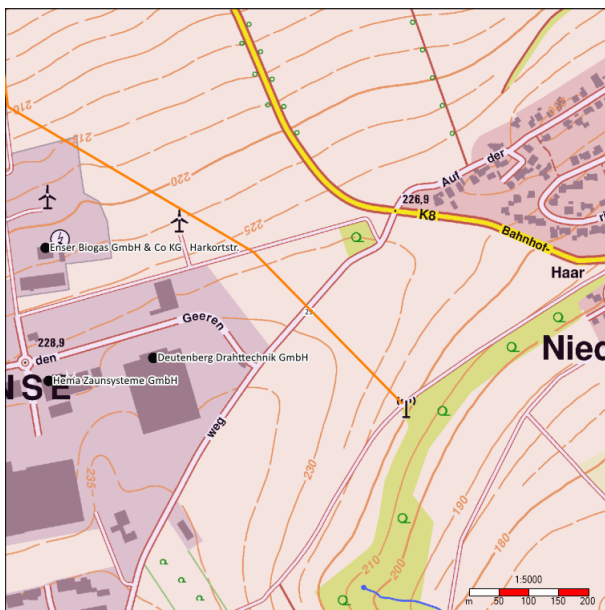 210
215
220
225
226,9
Auf
der
K8
Bahnhof-
Haar
Enser Biogas GmbH & Co KG, Harkortstr.
228,9
den
Geeren
Deutenberg Drahttechnik GmbH
NSE
Hema Zaunsysteme GmbH
Nied
weg
235
230
210
200
190
180
1:5000
m 50 100 150 200